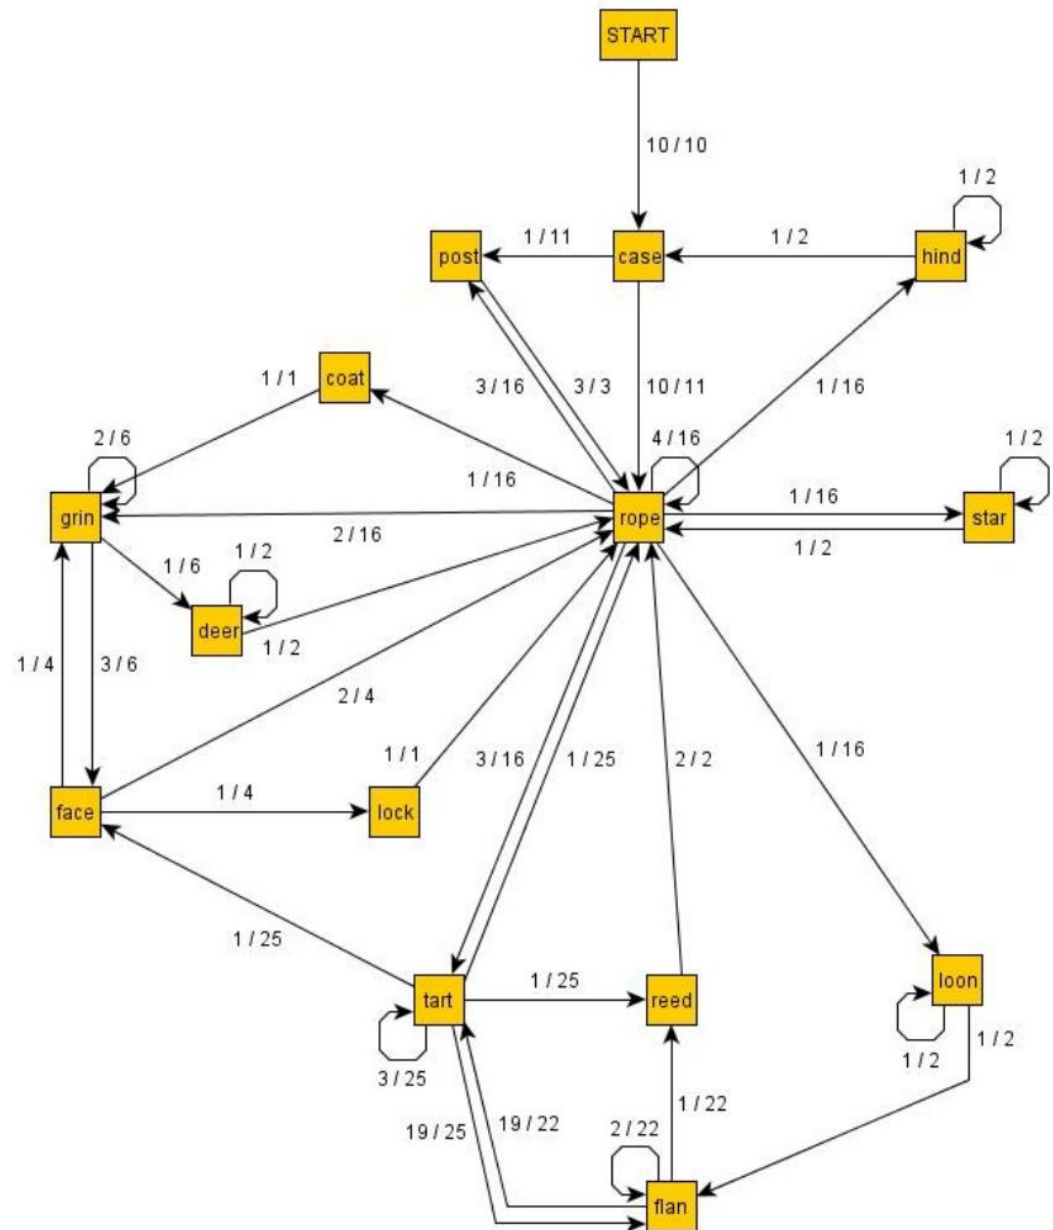 START
10 / 10
1 / 2
post
1 / 11
case
1 / 2
hind
coat
1 / 1
3 / 16
3 / 3
10 / 11
1 / 16
2 / 6
4 / 16
1 / 2
1 / 16
grin
rope
1 / 16
star
2 / 16
1 / 2
1 / 6
1 / 2
deer
1 / 2
1 / 4
3 / 6
2 / 4
1 / 1
3 / 16
1 / 25
2 / 2
1 / 16
face
1 / 4
lock
1 / 25
tart
1 / 25
reed
loon
3 / 25
1 / 2
1 / 2
19 / 25
19 / 22
2 / 22
1 / 22
flan